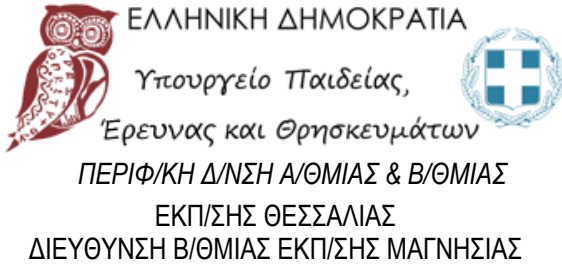 ΕΛΛΗΝΙΚΗ ΔΗΜΟΚΡΑΤΙΑ
Υπουργείο Παιδείας,
Έρευνας και Θρησκευμάτων
ΠΕΡΙΦ/ΚΗ Δ/ΝΣΗ Α/ΘΜΙΑΣ & Β/ΘΜΙΑΣ
ΕΚΠ/ΣΗΣ ΘΕΣΣΑΛΙΑΣ
ΔΙΕΥΘΥΝΣΗ Β/ΘΜΙΑΣ ΕΚΠ/ΣΗΣ ΜΑΓΝΗΣΙΑΣ